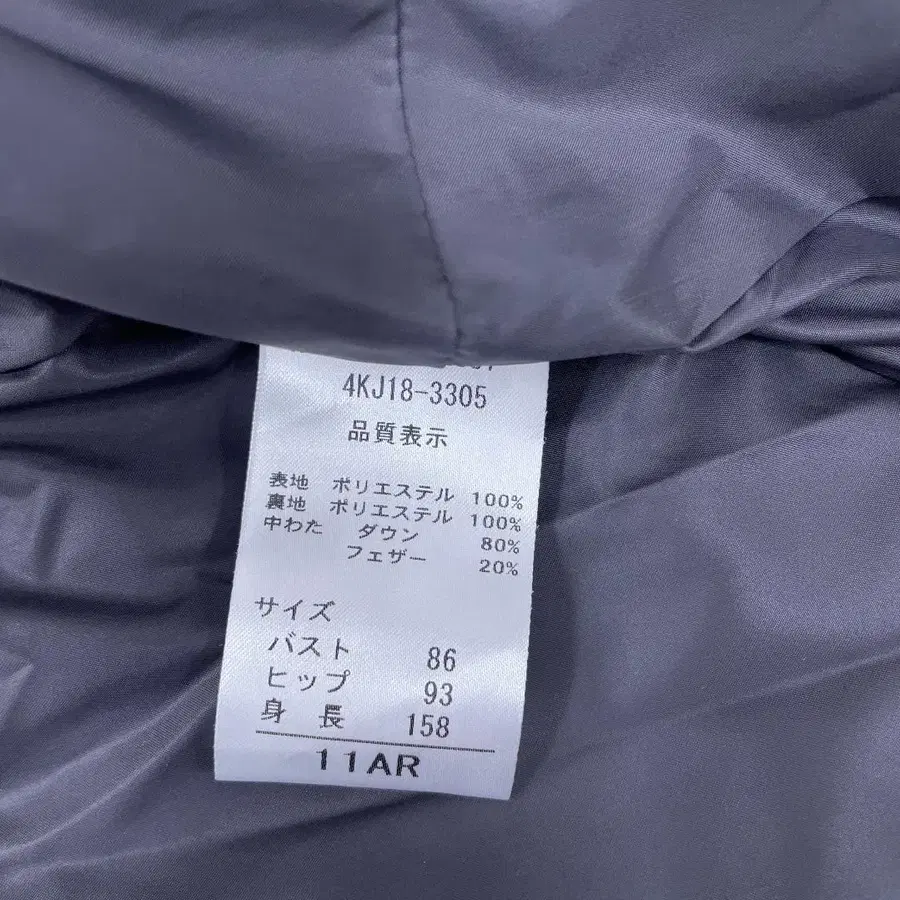 4KJ18-3305
品質表示
表地 ポリエステル 100%
裏地 ポリエステル 100%
中わた ダウン 80%
フェザー 20%
サイズ
バスト 86
ヒップ 93
身長 158
11AR